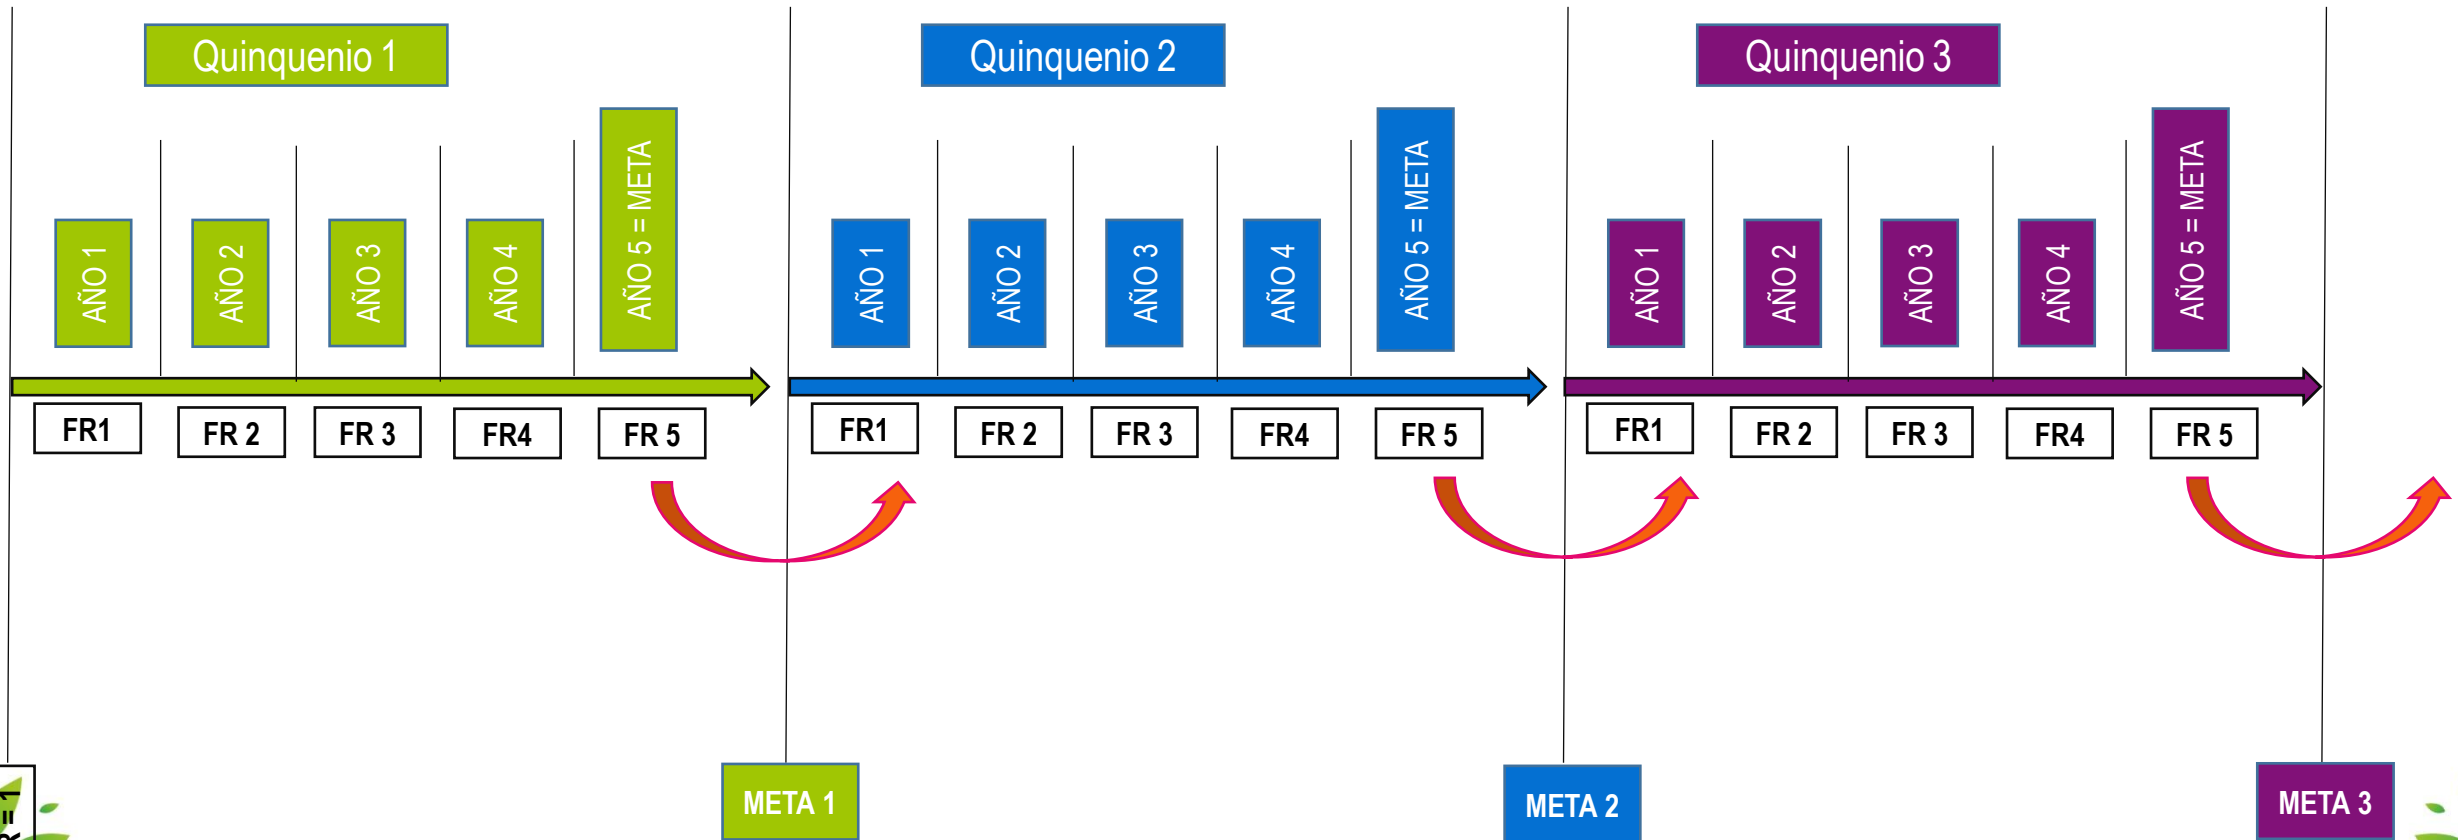 Quinquenio 1
Quinquenio 2
Quinquenio 3
AÑO 1
AÑO 2
AÑO 3
AÑO 4
AÑO 5 = META
AÑO 1
AÑO 2
AÑO 3
AÑO 4
AÑO 5 = META
AÑO 1
AÑO 2
AÑO 3
AÑO 4
AÑO 5 = META
FR1
FR 2
FR 3
FR4
FR 5
FR1
FR 2
FR 3
FR4
FR 5
FR1
FR 2
FR 3
FR4
FR 5
= 1
META 1
META 2
META 3